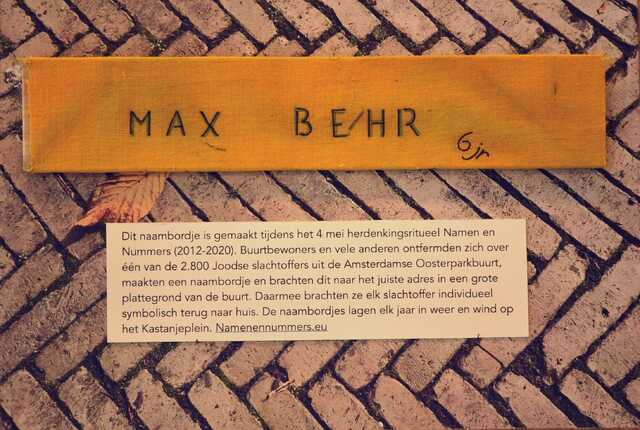 MAX BEHR
6 jr
Dit naambordje is gemaakt tijdens het 4 mei herdenkingsritueel Namen en
Nummers (2012-2020). Buurtbewoners en vele anderen ontfermden zich over
één van de 2.800 Joodse slachtoffers uit de Amsterdamse Oosterparkbuurt,
maakten een naambordje en brachten dit naar het juiste adres in een grote
plattegrond van de buurt. Daarmee brachten ze elk slachtoffer individueel
symbolisch terug naar huis. De naambordjes lagen elk jaar in weer en wind op
het Kastanjeplein. Namenennummers.eu